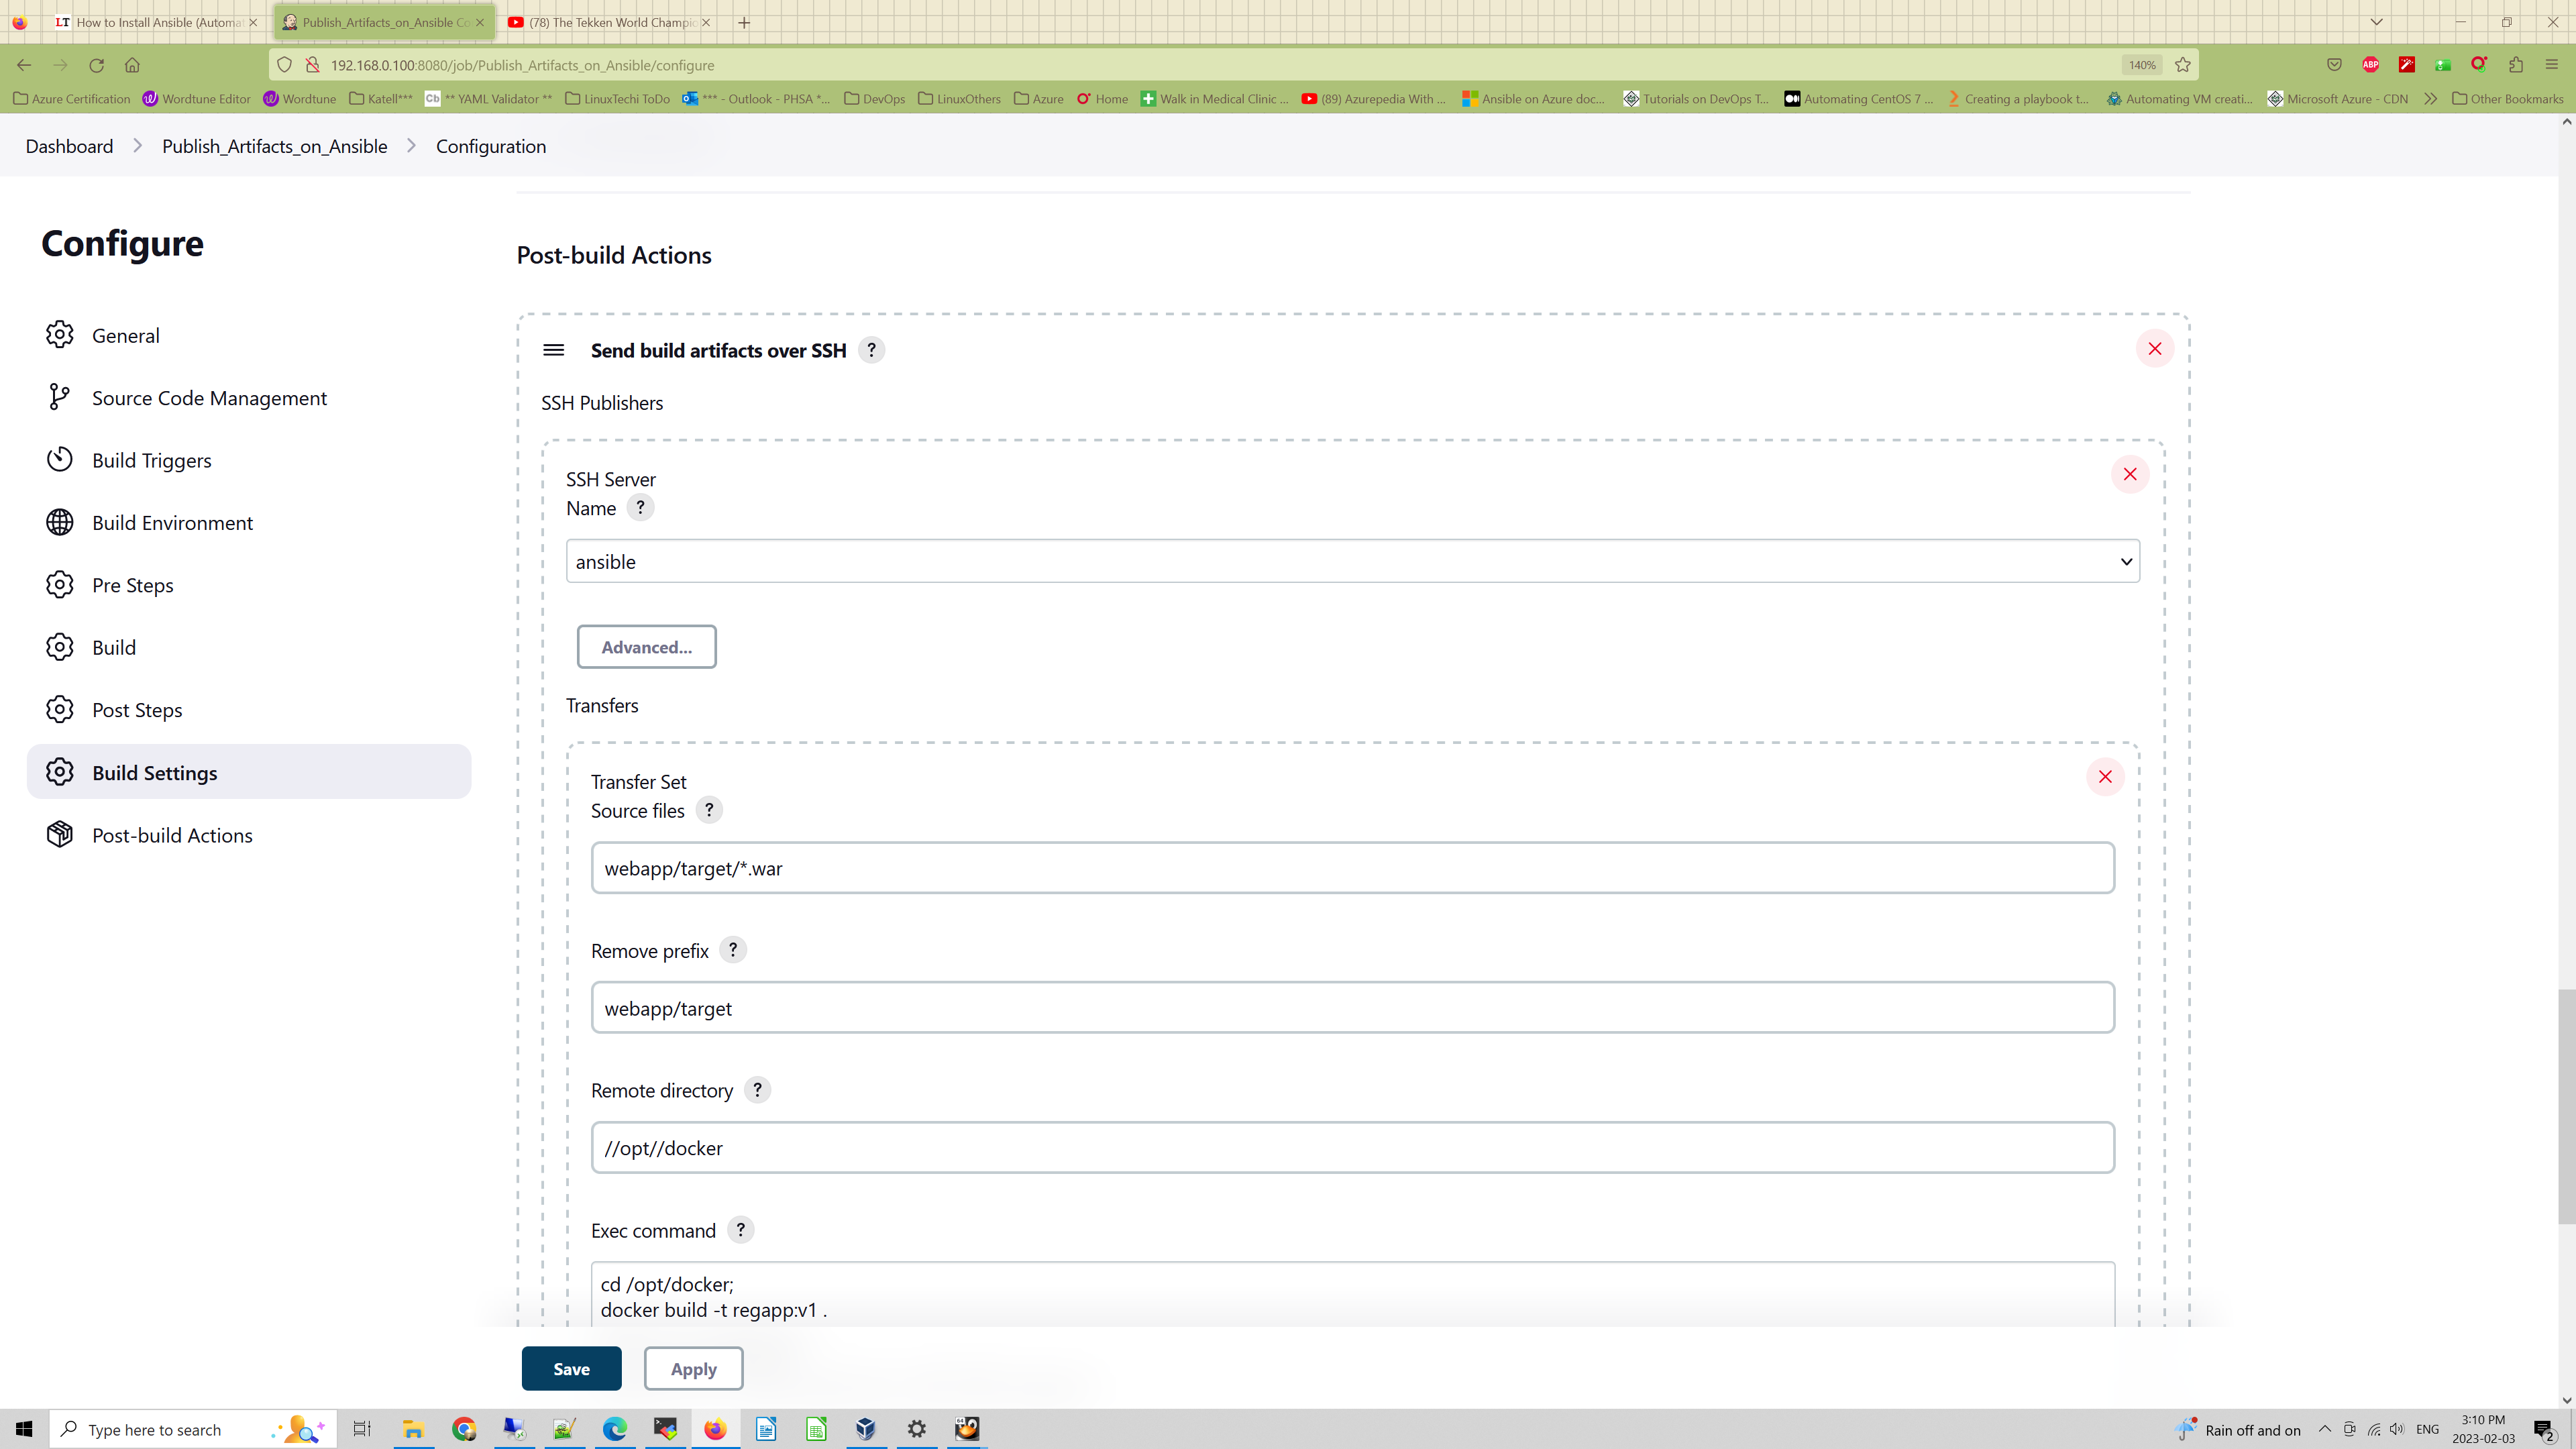 LT How to Install Ansible (Automat
Publish_Artifacts_on_Ansible Co
(78) The Tekken World Champio
192.168.0.100:8080/job/Publish_Artifacts_on_Ansible/configure
140%
ABP
Azure Certification
Wordtune Editor
Wordtune
Katell***
Cb ** YAML Validator **
LinuxTechi ToDo
*** - Outlook - PHSA *...
DevOps
LinuxOthers
Azure
Home
Walk in Medical Clinic ...
(89) Azurepedia With ...
Ansible on Azure doc...
Tutorials on DevOps T...
Automating CentOS 7 ...
Creating a playbook t...
Automating VM creati...
Microsoft Azure - CDN
Other Bookmarks
Dashboard
Publish_Artifacts_on_Ansible
Configuration
Configure
General
Source Code Management
Build Triggers
Build Environment
Pre Steps
Build
Post Steps
Build Settings
Post-build Actions
Post-build Actions
Send build artifacts over SSH ?
SSH Publishers
SSH Server
Name ?
ansible
Advanced...
Transfers
Transfer Set
Source files ?
webapp/target/*.war
Remove prefix ?
webapp/target
Remote directory ?
//opt//docker
Exec command ?
cd /opt/docker;
docker build -t regapp:v1 .
Save
Apply
Type here to search
Rain off and on
ENG
3:10 PM
2023-02-03
2